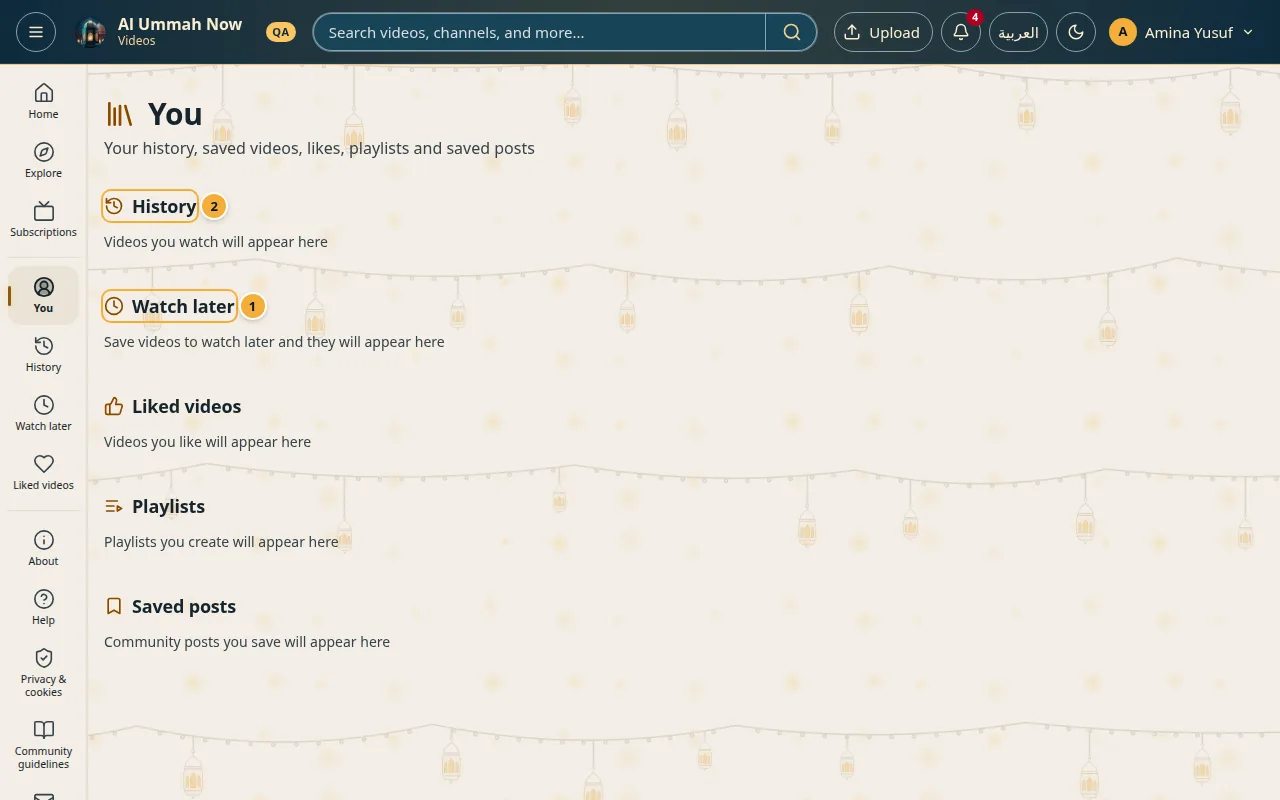 Al Ummah Now
Videos
QA
Search videos, channels, and more...
Upload
4
العربية
A
Amina Yusuf
Home
Explore
Subscriptions
You
History
Watch later
Liked videos
About
Help
Privacy &
cookies
Community
guidelines
You
Your history, saved videos, likes, playlists and saved posts
History
2
Videos you watch will appear here
Watch later
1
Save videos to watch later and they will appear here
Liked videos
Videos you like will appear here
Playlists
Playlists you create will appear here
Saved posts
Community posts you save will appear here